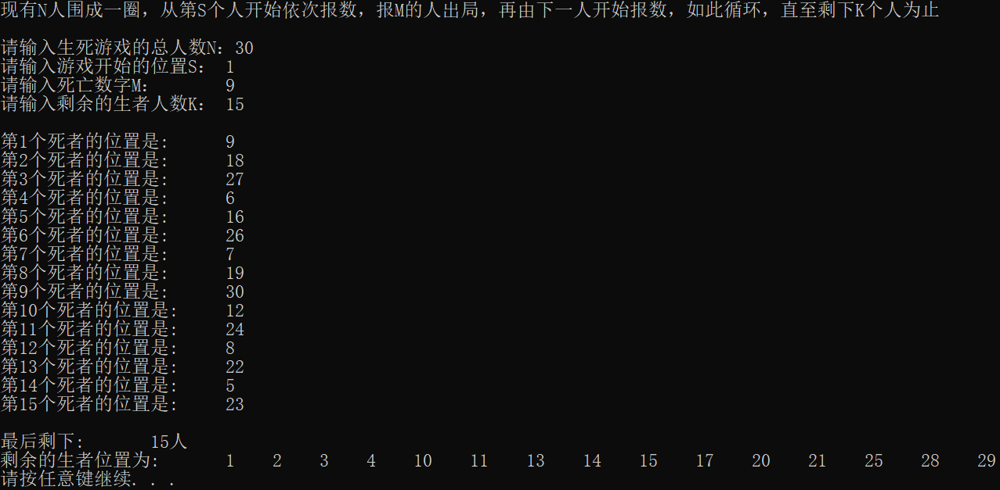 现有N人围成一圈，从第S个人开始依次报数，报M的人出局，再由下一人开始报数，如此循环，直至剩下K个人为止
请输入生死游戏的总人数N：30
请输入游戏开始的位置S： 1
请输入死亡数字M： 9
请输入剩余的生者人数K： 15
第1个死者的位置是: 9
第2个死者的位置是: 18
第3个死者的位置是: 27
第4个死者的位置是: 6
第5个死者的位置是: 16
第6个死者的位置是: 26
第7个死者的位置是: 7
第8个死者的位置是: 19
第9个死者的位置是: 30
第10个死者的位置是: 12
第11个死者的位置是: 24
第12个死者的位置是: 8
第13个死者的位置是: 22
第14个死者的位置是: 5
第15个死者的位置是: 23
最后剩下: 15人
剩余的生者位置为: 1 2 3 4 10 11 13 14 15 17 20 21 25 28 29
请按任意键继续. . .